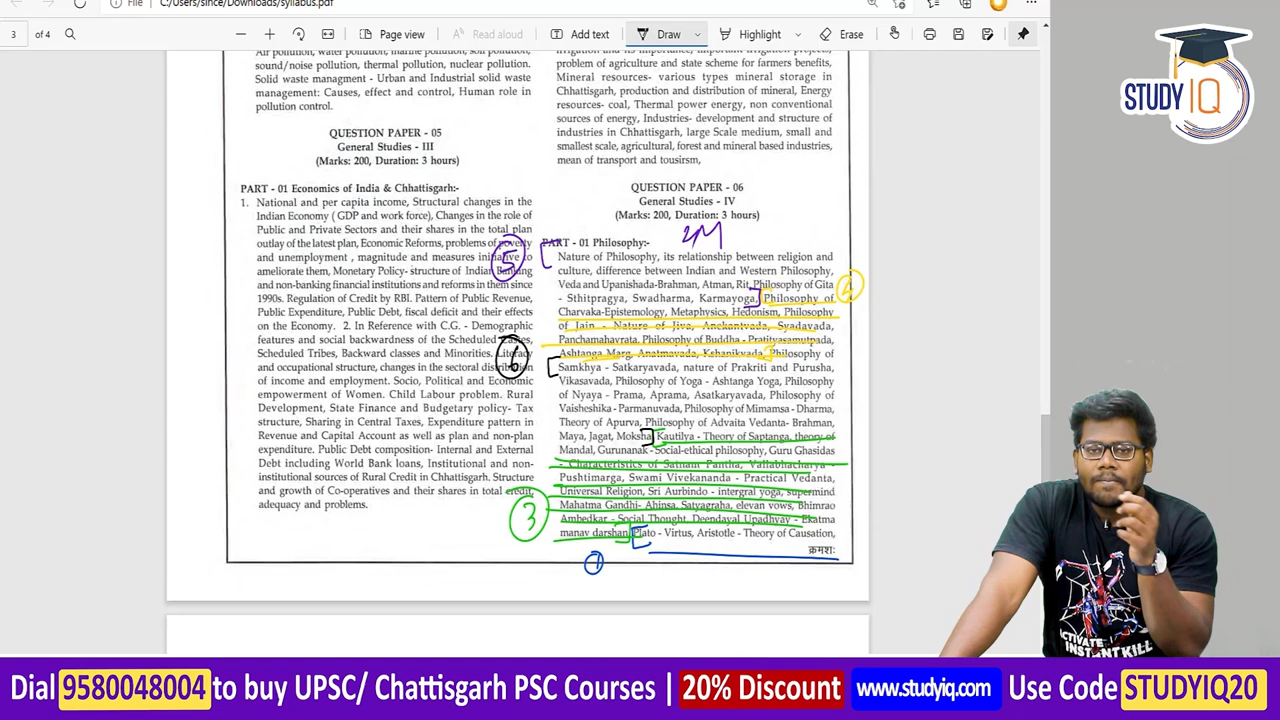 File
C:/Users/since/Downloads/syllabus.pdf
3 of 4
Page view
Read aloud
Add text
Draw
Highlight
Erase
sound/noise pollution, thermal pollution, nuclear pollution.
Solid waste managment - Urban and Industrial solid waste
management: Causes, effect and control, Human role in
pollution control.
QUESTION PAPER - 05
General Studies - III
(Marks: 200, Duration: 3 hours)
PART - 01 Economics of India & Chhattisgarh:-
1. National and per capita income, Structural changes in the
Indian Economy ( GDP and work force), Changes in the role of
Public and Private Sectors and their shares in the total plan
outlay of the latest plan, Economic Reforms, problems of poverty
and unemployment , magnitude and measures initiative to
ameliorate them, Monetary Policy- structure of Indian Banking
and non-banking financial institutions and reforms in them since
1990s. Regulation of Credit by RBI. Pattern of Public Revenue,
Public Expenditure, Public Debt, fiscal deficit and their effects
on the Economy. 2. In Reference with C.G. - Demographic
features and social backwardness of the Scheduled Castes,
Scheduled Tribes, Backward classes and Minorities. Literacy
and occupational structure, changes in the sectoral distribution
of income and employment. Socio, Political and Economic
empowerment of Women. Child Labour problem. Rural
Development, State Finance and Budgetary policy- Tax
structure, Sharing in Central Taxes, Expenditure pattern in
Revenue and Capital Account as well as plan and non-plan
expenditure. Public Debt composition- Internal and External
Debt including World Bank loans, Institutional and non-
institutional sources of Rural Credit in Chhattisgarh. Structure
and growth of Co-operatives and their shares in total credit,
adequacy and problems.
problem of agriculture and state scheme for farmers benefits,
Mineral resources- various types mineral storage in
Chhattisgarh, production and distribution of mineral, Energy
resources- coal, Thermal power energy, non conventional
sources of energy, Industries- development and structure of
industries in Chhattisgarh, large Scale medium, small and
smallest scale, agricultural, forest and mineral based industries,
mean of transport and tousirsm,
QUESTION PAPER - 06
General Studies - IV
(Marks: 200, Duration: 3 hours)
2M
PART - 01 Philosophy:-
Nature of Philosophy, its relationship between religion and
culture, difference between Indian and Western Philosophy,
Veda and Upanishada-Brahman, Atman, Rit, Philosophy of Gita
- Sthitpragya, Swadharma, Karmayoga, Philosophy of
Charvaka-Epistemology, Metaphysics, Hedonism, Philosophy
of Jain - Nature of Jiva, Anekantvada, Syadavada,
Panchamahavrata, Philosophy of Buddha - Pratityasamutpada,
Ashtanga Marg, Anatmavada, Kshanikvada, Philosophy of
Samkhya - Satkaryavada, nature of Prakriti and Purusha,
Vikasavada, Philosophy of Yoga - Ashtanga Yoga, Philosophy
of Nyaya - Prama, Aprama, Asatkaryavada, Philosophy of
Vaisheshika - Parmanuvada, Philosophy of Mimamsa - Dharma,
Theory of Apurva, Philosophy of Advaita Vedanta- Brahman,
Maya, Jagat, Moksha, Kautilya - Theory of Saptanga, theory of
Mandal, Gurunanak - Social-ethical philosophy, Guru Ghasidas
- Characteristics of Satnam Pantha, Vallabhacharya -
Pushtimarga, Swami Vivekananda - Practical Vedanta,
Universal Religion, Sri Aurbindo - intergral yoga, supermind
Mahatma Gandhi- Ahinsa, Satyagraha, elevan vows, Bhimrao
Ambedkar - Social Thought, Deendayal Upadhyay - Ekatma
manav darshan, Plato - Virtus, Aristotle - Theory of Causation,
क्रमशः
5
6
3
1
STUDY IQ
ACTIVATE
INSTANT KILL
Dial 9580048004 to buy UPSC/ Chattisgarh PSC Courses | 20% Discount www.studyiq.com Use Code STUDYIQ20